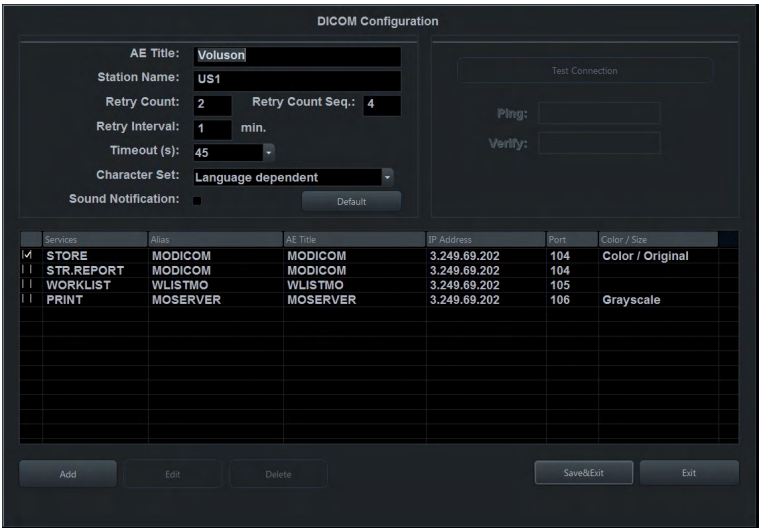 DICOM Configuration
AE Title: Voluson
Station Name: US1
Retry Count: 2 Retry Count Seq.: 4
Retry Interval: 1 min.
Timeout (s): 45
Character Set: Language dependent
Sound Notification: Default
Test Connection
Ping:
Verify:
Services Alias AE Title IP Address Port Color / Size
STORE MODICOM MODICOM 3.249.69.202 104 Color / Original
STR.REPORT MODICOM MODICOM 3.249.69.202 104
WORKLIST WLISTMO WLISTMO 3.249.69.202 105
PRINT MOSERVER MOSERVER 3.249.69.202 106 Grayscale
Add Edit Delete Save&Exit Exit